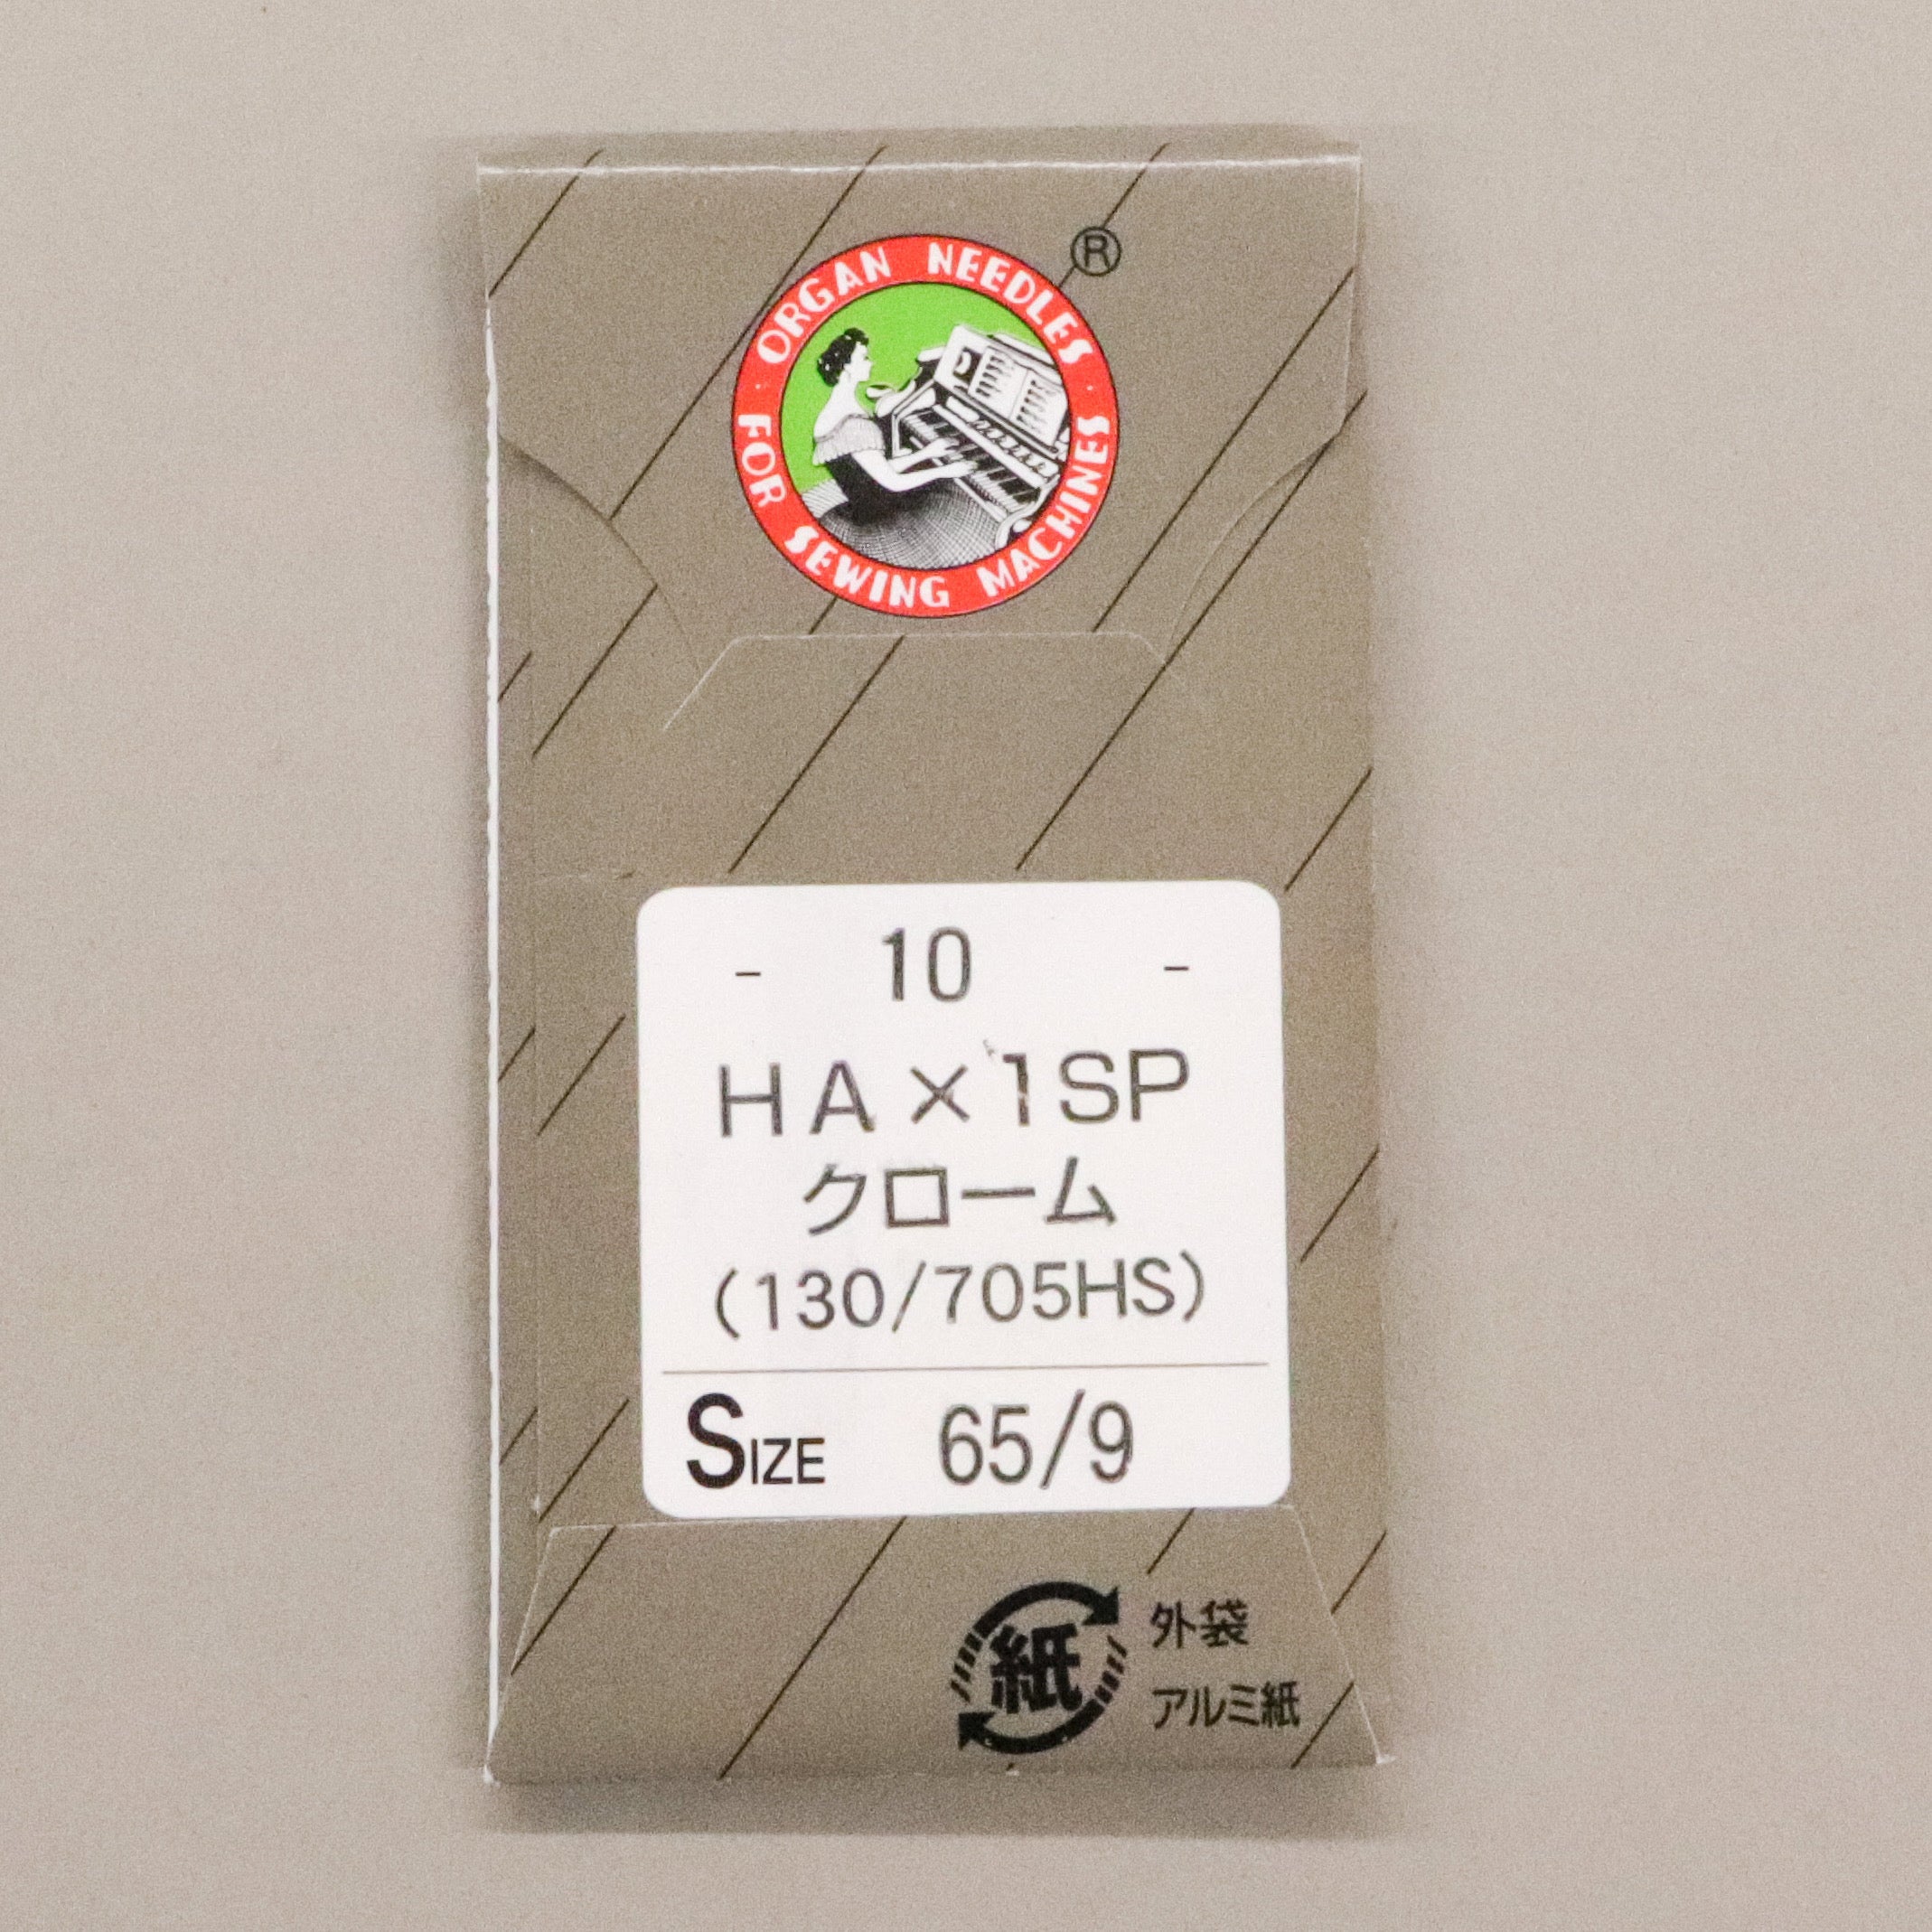 ORGAN NEEDLES
FOR SEWING MACHINES
®
- 10 -
HA×1SP
クローム
(130/705HS)
SIZE 65/9
紙
外袋
アルミ紙